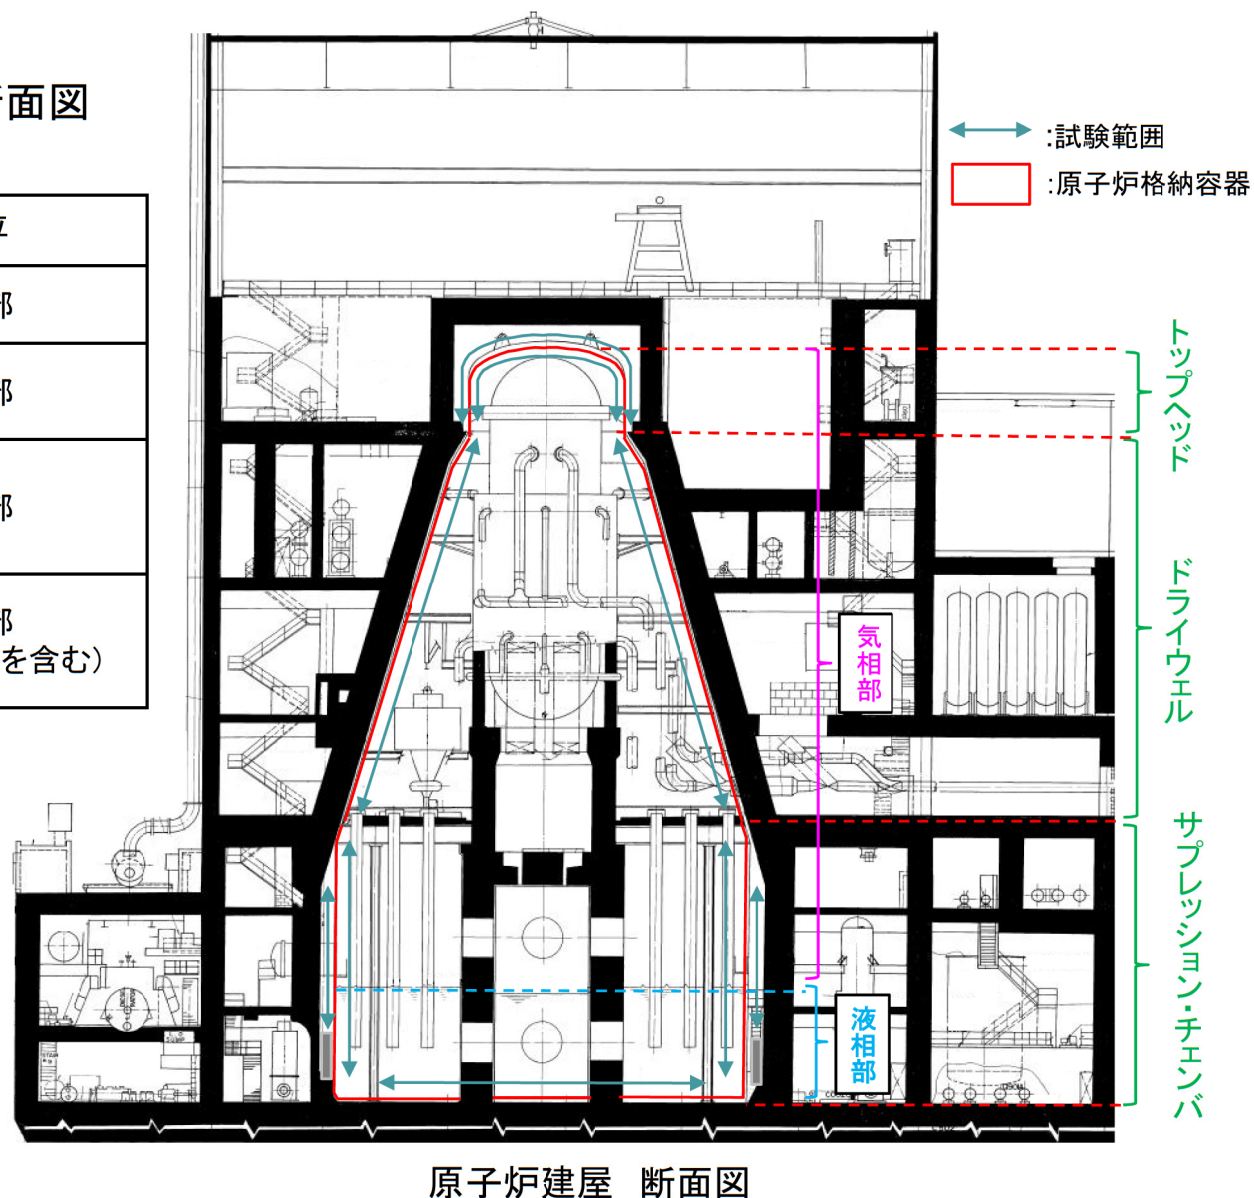 面図
部
部
部
部
を含む）
:試験範囲
:原子炉格納容器
トップヘッド
ドライウェル
サプレッション・チェンバ
気相部
液相部
原子炉建屋　断面図